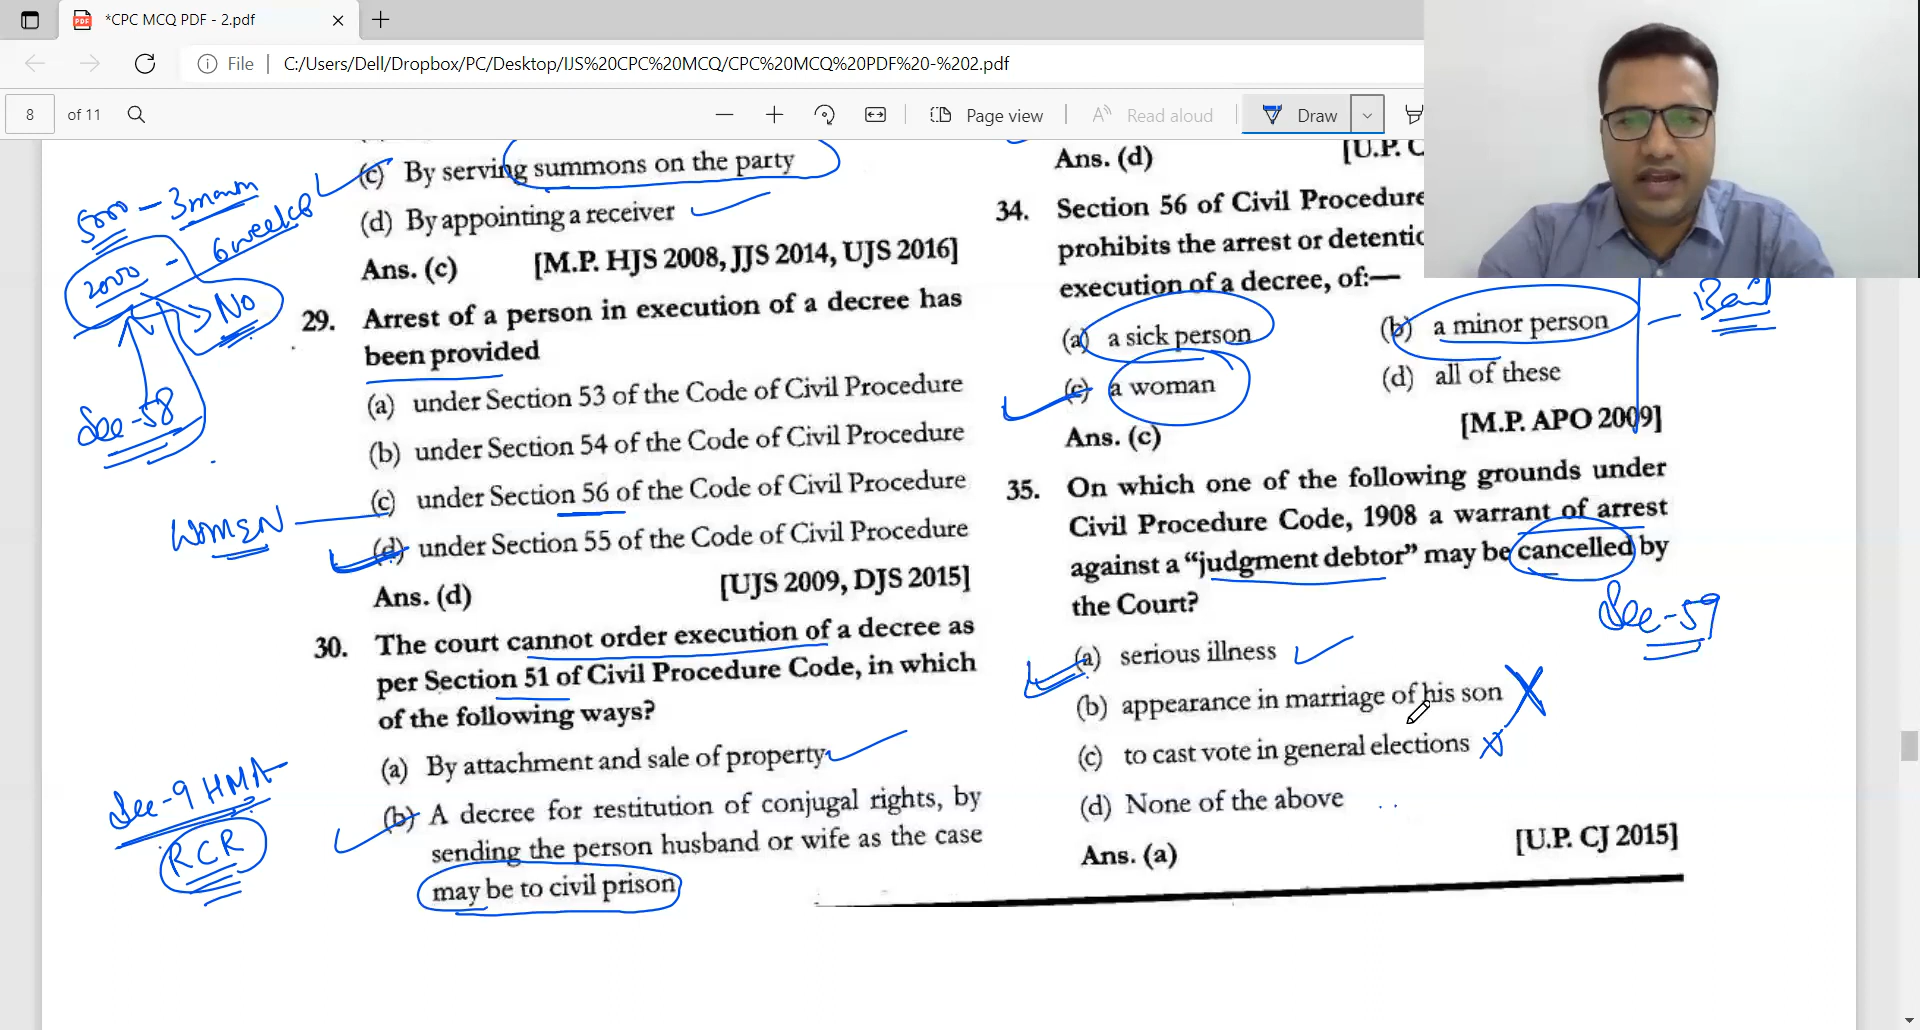 *CPC MCQ PDF - 2.pdf
File
C:/Users/Dell/Dropbox/PC/Desktop/IJS%20CPC%20MCQ/CPC%20MCQ%20PDF%20-%202.pdf
8 of 11
Page view
Read aloud
Draw
(c) By serving summons on the party
(d) By appointing a receiver
Ans. (c) [M.P. HJS 2008, JJS 2014, UJS 2016]
29. Arrest of a person in execution of a decree has
been provided
(a) under Section 53 of the Code of Civil Procedure
(b) under Section 54 of the Code of Civil Procedure
(c) under Section 56 of the Code of Civil Procedure
(d) under Section 55 of the Code of Civil Procedure
Ans. (d) [UJS 2009, DJS 2015]
30. The court cannot order execution of a decree as
per Section 51 of Civil Procedure Code, in which
of the following ways?
(a) By attachment and sale of property
(b) A decree for restitution of conjugal rights, by
sending the person husband or wife as the case
may be to civil prison
5000 - 3 month
2000 - 6 weeks
No
Sec-58
WOMEN
Sec-9 HMA
RCR
Ans. (d) [U.P. C
34. Section 56 of Civil Procedure
prohibits the arrest or detentio
execution of a decree, of:—
(a) a sick person (b) a minor person
(c) a woman (d) all of these
Ans. (c) [M.P. APO 2009]
35. On which one of the following grounds under
Civil Procedure Code, 1908 a warrant of arrest
against a “judgment debtor” may be cancelled by
the Court?
(a) serious illness
(b) appearance in marriage of his son
(c) to cast vote in general elections
(d) None of the above
Ans. (a) [U.P. CJ 2015]
Bail
Sec-59